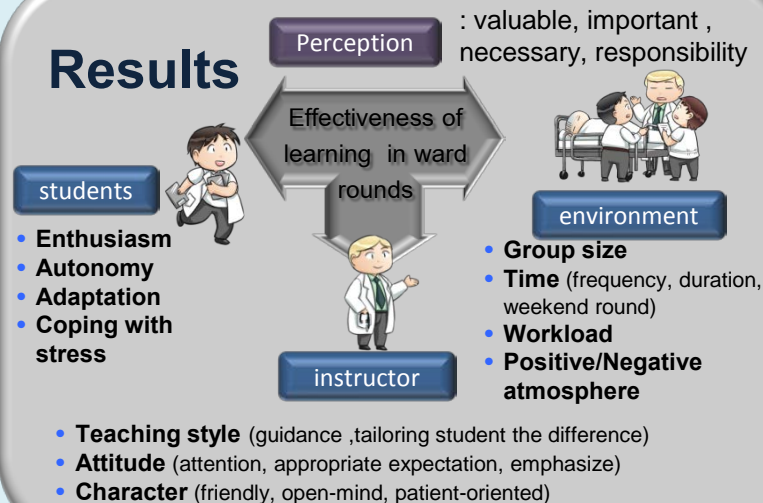 Results
Perception
: valuable, important ,
necessary, responsibility
Effectiveness of
learning in ward
rounds
students
• Enthusiasm
• Autonomy
• Adaptation
• Coping with
stress
environment
• Group size
• Time (frequency, duration,
weekend round)
• Workload
• Positive/Negative
atmosphere
instructor
• Teaching style (guidance ,tailoring student the difference)
• Attitude (attention, appropriate expectation, emphasize)
• Character (friendly, open-mind, patient-oriented)